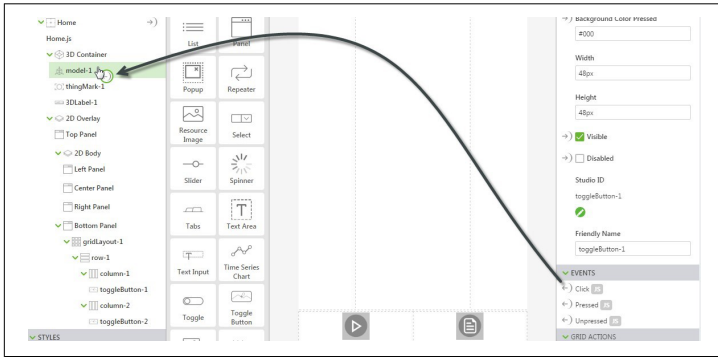 Home
Home.js
3D Container
model-1
thingMark-1
3DLabel-1
2D Overlay
Top Panel
2D Body
Left Panel
Center Panel
Right Panel
Bottom Panel
gridLayout-1
row-1
column-1
toggleButton-1
column-2
toggleButton-2
STYLES
List
Panel
Popup
Repeater
Resource
Image
Select
Slider
Spinner
Tabs
Text Area
Text Input
Time Series
Chart
Toggle
Toggle
Button
Background Color Pressed
#000
Width
48px
Height
48px
Visible
Disabled
Studio ID
toggleButton-1
Friendly Name
toggleButton-1
EVENTS
Click JS
Pressed JS
Unpressed JS
GRID ACTIONS